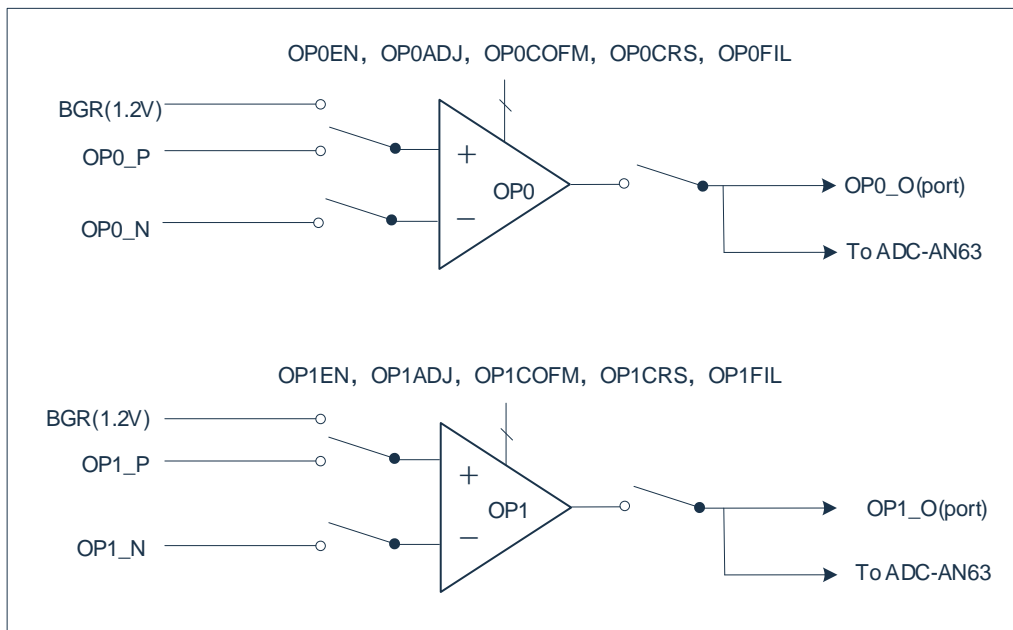 OP0EN, OP0ADJ, OP0COFM, OP0CRS, OP0FIL
BGR(1.2V)
OP0_P
OP0_N
+
OP0
−
OP0_O(port)
To ADC-AN63
OP1EN, OP1ADJ, OP1COFM, OP1CRS, OP1FIL
BGR(1.2V)
OP1_P
OP1_N
+
OP1
−
OP1_O(port)
To ADC-AN63